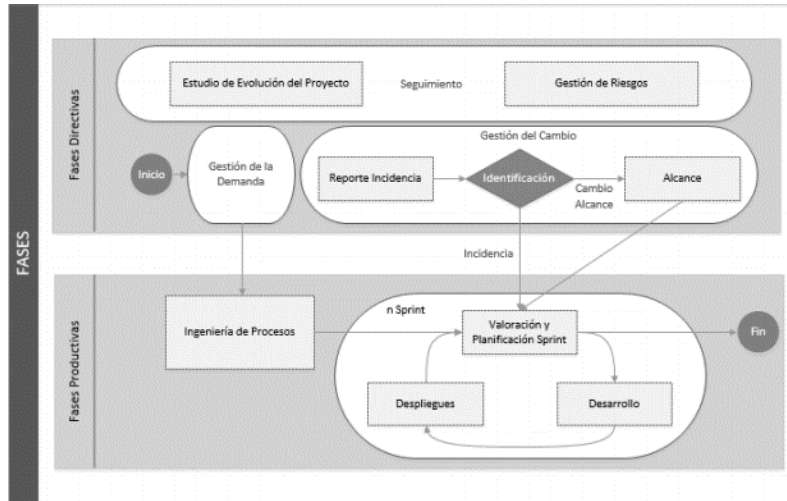 FASES
Fases Directivas
Estudio de Evolución del Proyecto
Seguimiento
Gestión de Riesgos
Gestión del Cambio
Inicio
Gestión de la
Demanda
Reporte Incidencia
Identificación
Cambio
Alcance
Alcance
Incidencia
Fases Productivas
Ingeniería de Procesos
n Sprint
Valoración y
Planificación Sprint
Fin
Despliegues
Desarrollo